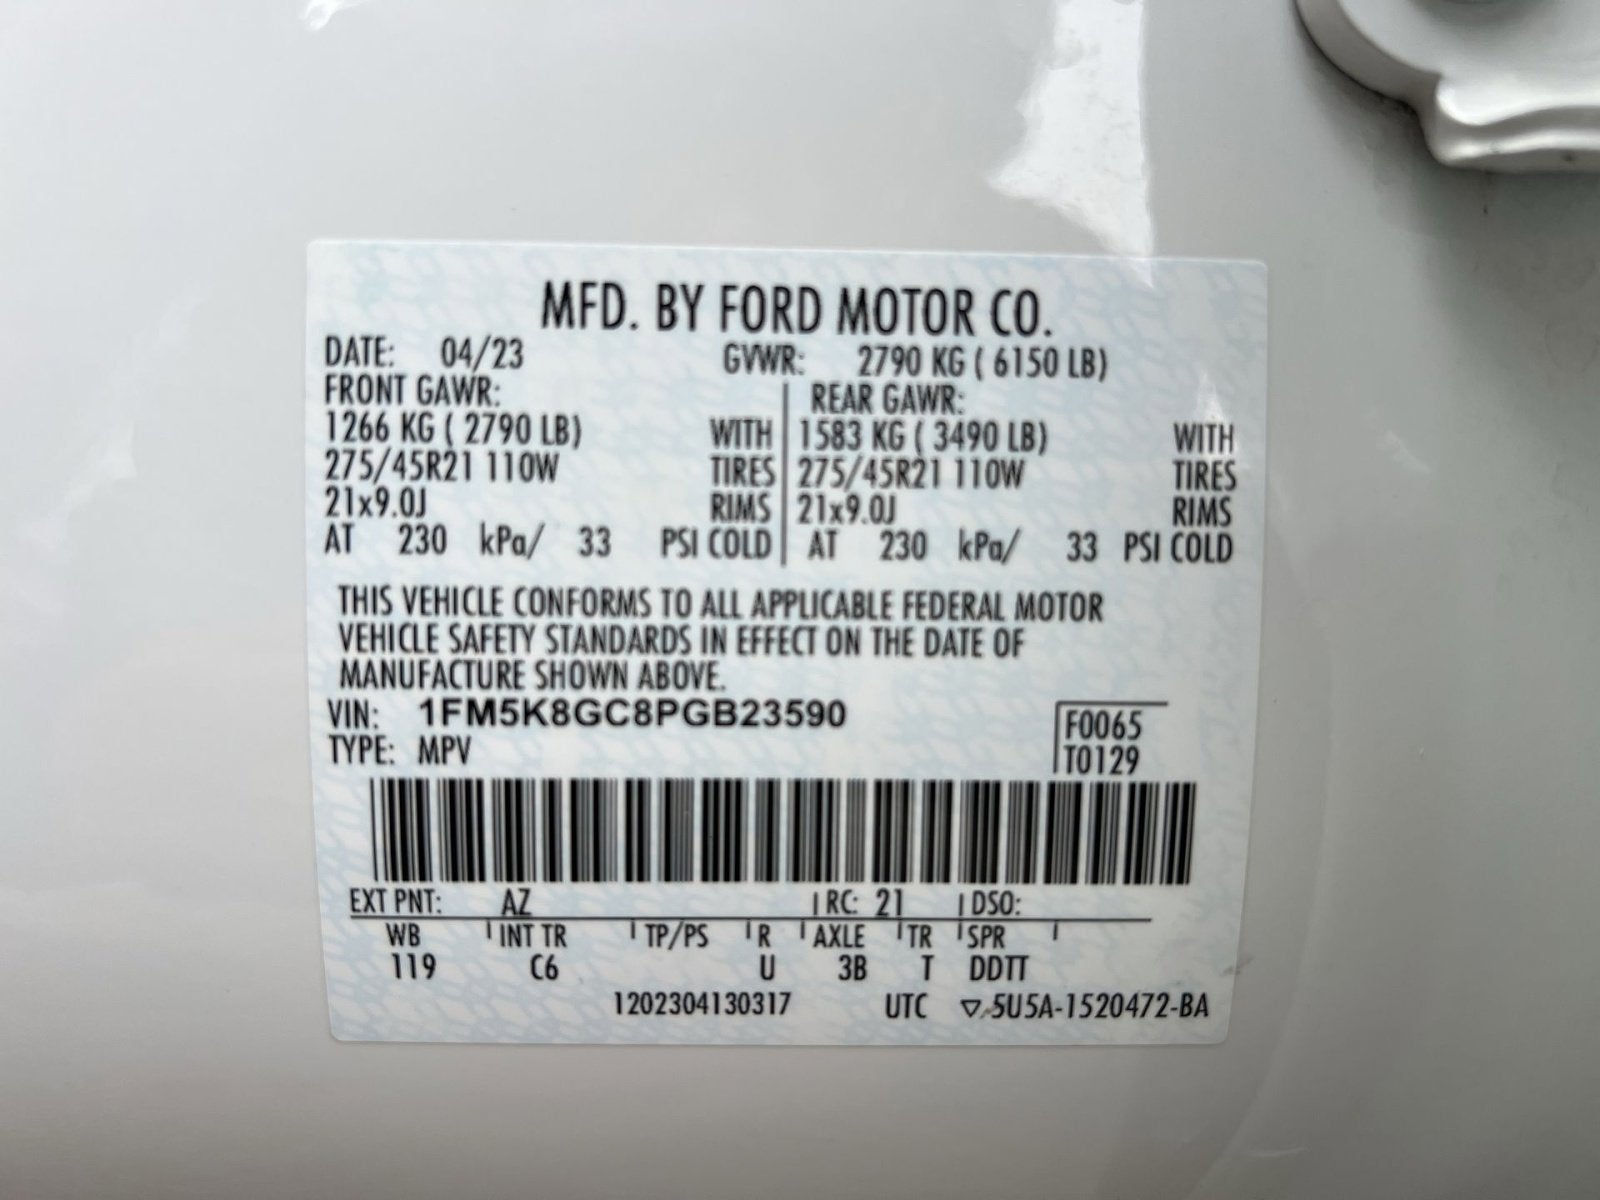 MFD. BY FORD MOTOR CO.
DATE: 04/23 GVWR: 2790 KG ( 6150 LB)
FRONT GAWR: REAR GAWR:
1266 KG ( 2790 LB) WITH 1583 KG ( 3490 LB) WITH
275/45R21 110W TIRES 275/45R21 110W TIRES
21x9.0J RIMS 21x9.0J RIMS
AT 230 kPa/ 33 PSI COLD AT 230 kPa/ 33 PSI COLD
THIS VEHICLE CONFORMS TO ALL APPLICABLE FEDERAL MOTOR
VEHICLE SAFETY STANDARDS IN EFFECT ON THE DATE OF
MANUFACTURE SHOWN ABOVE.
VIN: 1FM5K8GC8PGB23590 F0065
TYPE: MPV T0129
EXT PNT: AZ RC: 21 DSO:
WB INT TR TP/PS R AXLE TR SPR
119 C6 U 3B T DDTT
1202304130317 UTC ▽ 5U5A-1520472-BA